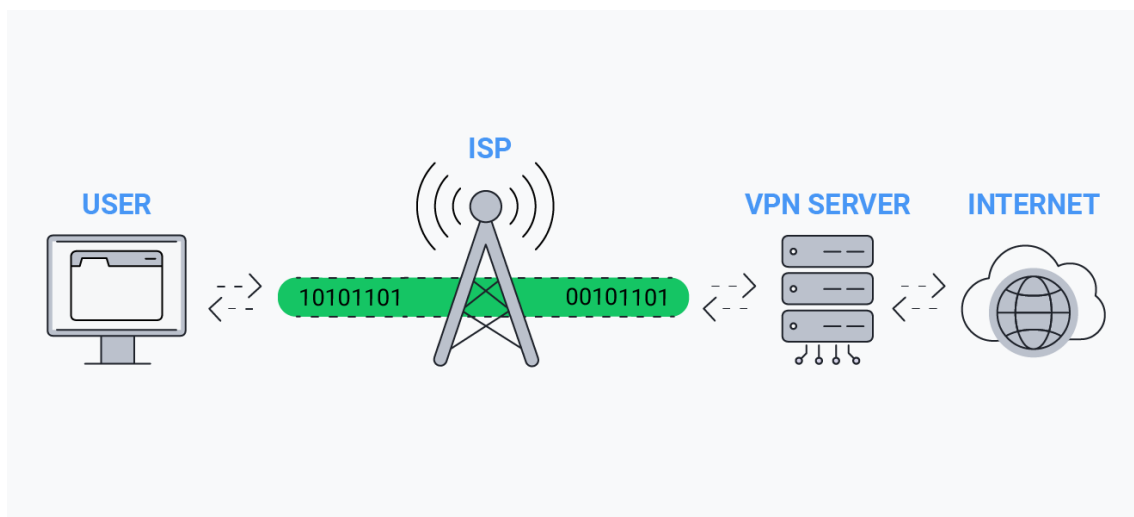 ISP
USER
VPN SERVER
INTERNET
10101101
00101101